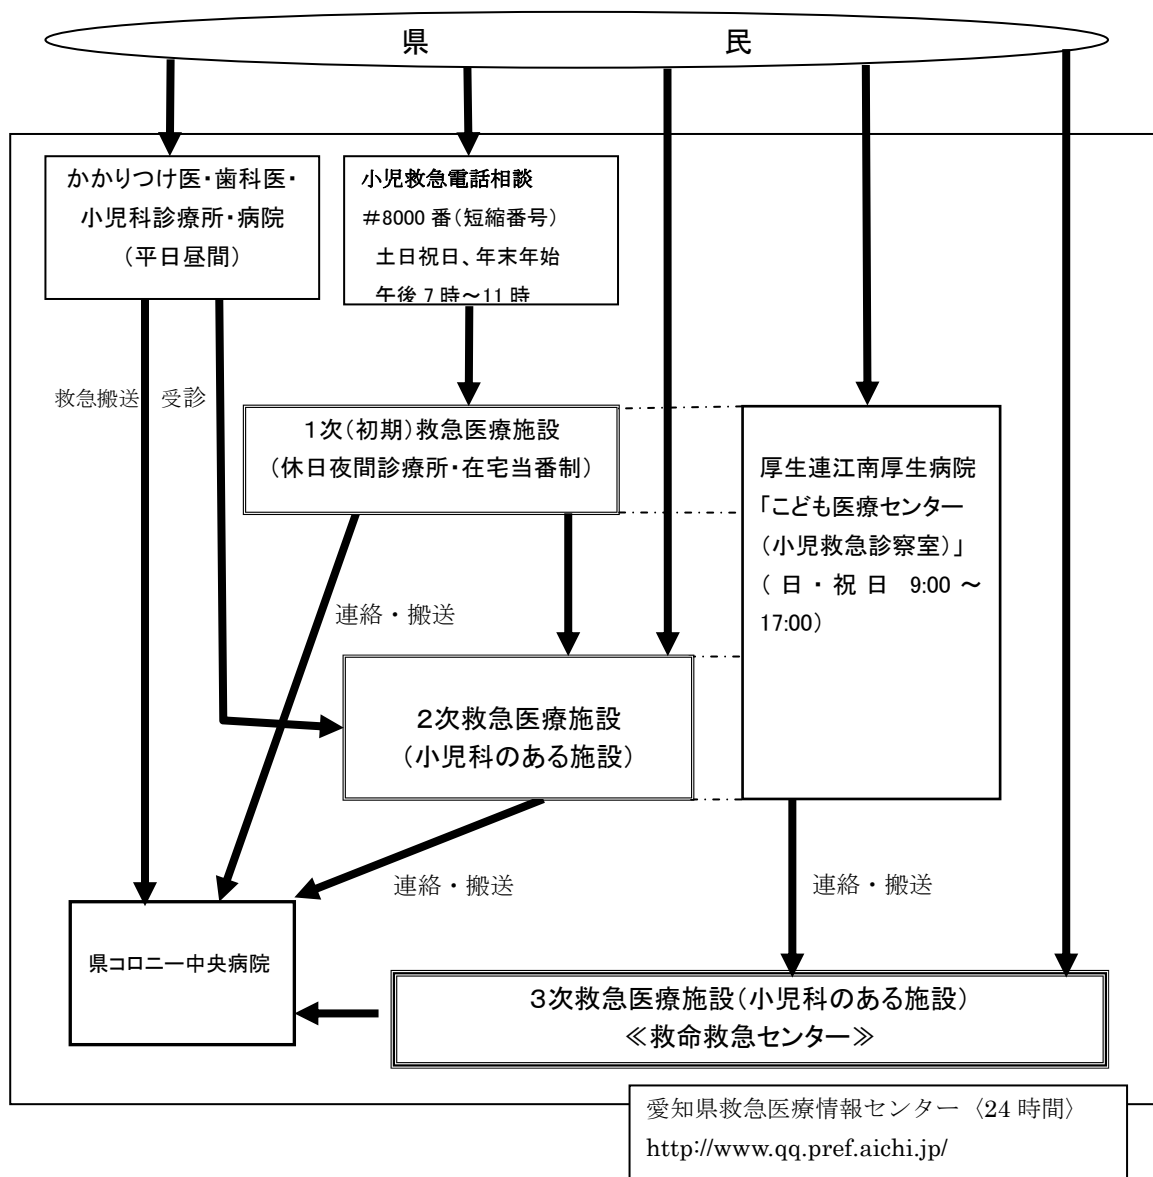 県 民
かかりつけ医・歯科医・
小児科診療所・病院
(平日昼間)
小児救急電話相談
#8000番(短縮番号)
土日祝日、年末年始
午後7時~11時
救急搬送
受診
1次(初期)救急医療施設
(休日夜間診療所・在宅当番制)
厚生連江南厚生病院
「こども医療センター
(小児救急診察室)」
(日・祝日 9:00~
17:00)
連絡・搬送
2次救急医療施設
(小児科のある施設)
連絡・搬送
連絡・搬送
県コロニー中央病院
3次救急医療施設(小児科のある施設)
≪救命救急センター≫
愛知県救急医療情報センター〈24時間〉
http://www.qq.pref.aichi.jp/